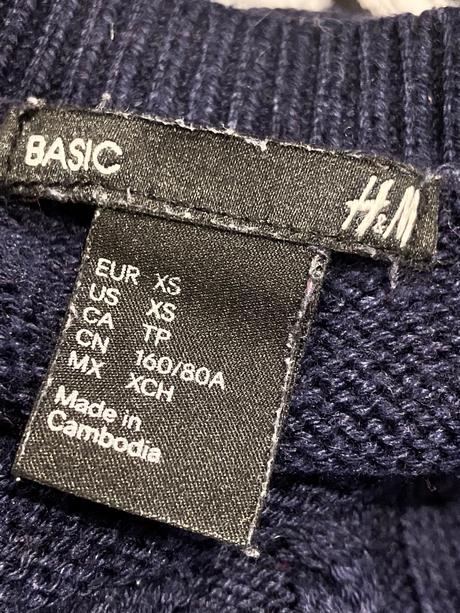 BASIC H&M
EUR XS
US XS
CA TP
CN 160/80A
MX XCH
Made in
Cambodia